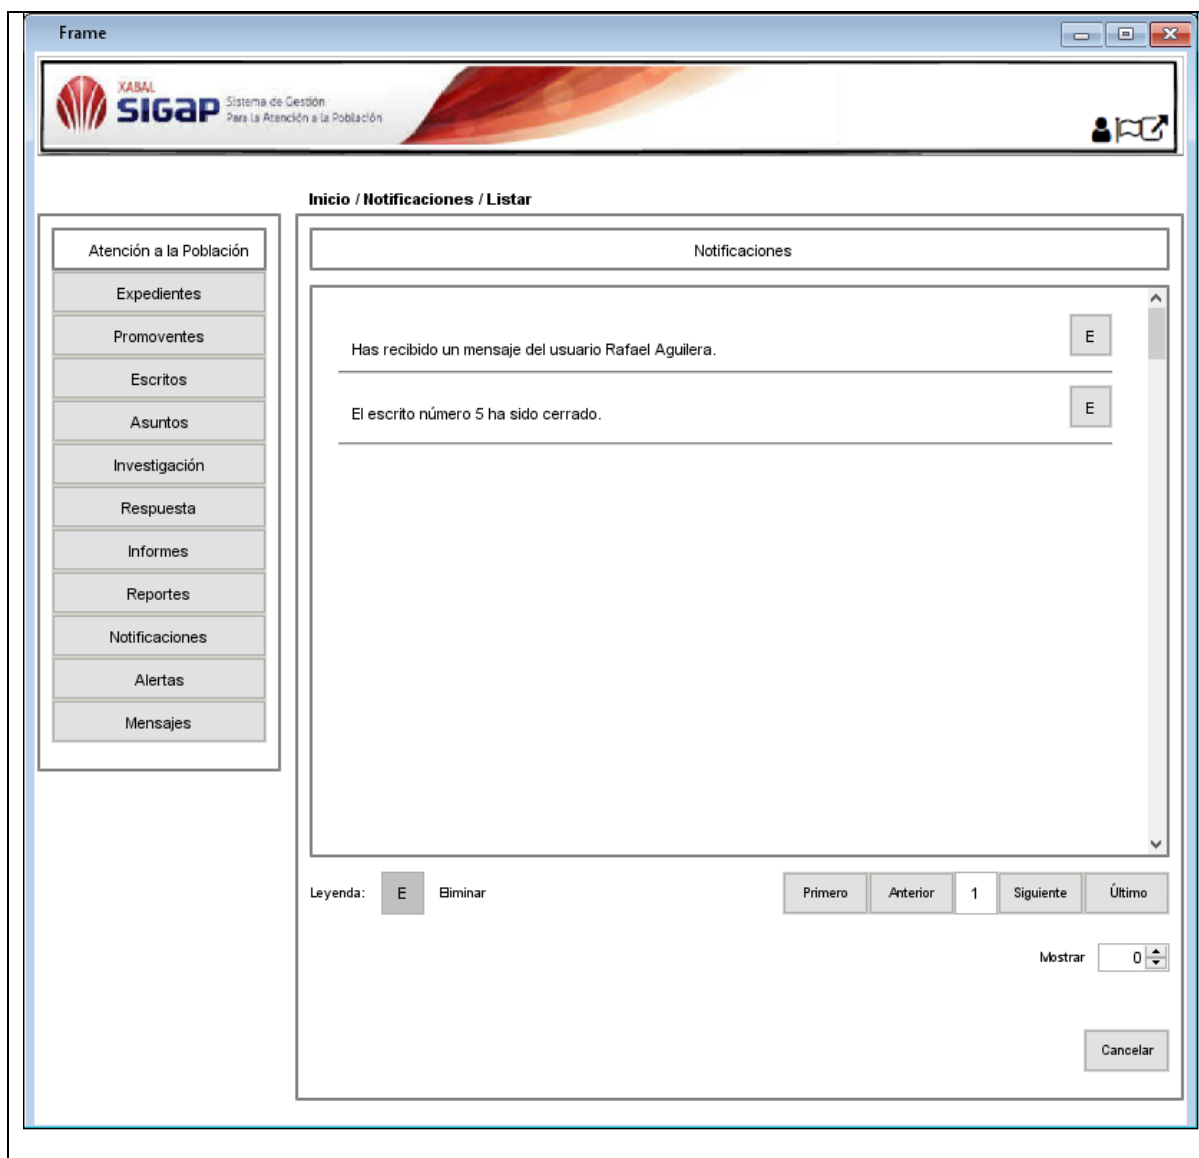 Frame
XABAL
SIGaP
Sistema de Gestión
Para la Atención a la Población
Inicio / Notificaciones / Listar
Atención a la Población
Expedientes
Promoventes
Escritos
Asuntos
Investigación
Respuesta
Informes
Reportes
Notificaciones
Alertas
Mensajes
Notificaciones
Has recibido un mensaje del usuario Rafael Aguilera.
E
El escrito número 5 ha sido cerrado.
E
Leyenda: E Eliminar
Primero Anterior 1 Siguiente Último
Mostrar 0
Cancelar